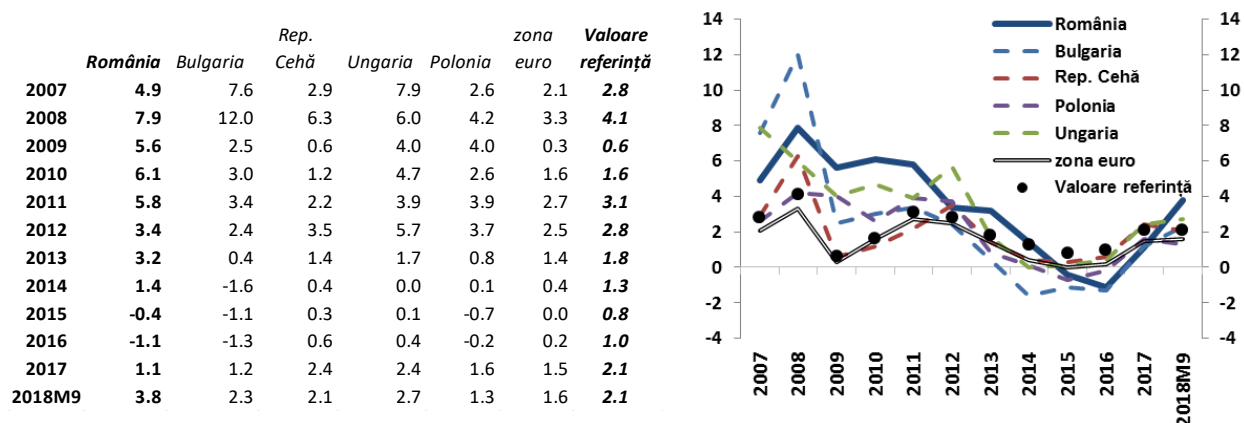 Rep. zona Valoare
România Bulgaria Cehă Ungaria Polonia euro referință
2007 4.9 7.6 2.9 7.9 2.6 2.1 2.8
2008 7.9 12.0 6.3 6.0 4.2 3.3 4.1
2009 5.6 2.5 0.6 4.0 4.0 0.3 0.6
2010 6.1 3.0 1.2 4.7 2.6 1.6 1.6
2011 5.8 3.4 2.2 3.9 3.9 2.7 3.1
2012 3.4 2.4 3.5 5.7 3.7 2.5 2.8
2013 3.2 0.4 1.4 1.7 0.8 1.4 1.8
2014 1.4 -1.6 0.4 0.0 0.1 0.4 1.3
2015 -0.4 -1.1 0.3 0.1 -0.7 0.0 0.8
2016 -1.1 -1.3 0.6 0.4 -0.2 0.2 1.0
2017 1.1 1.2 2.4 2.4 1.6 1.5 2.1
2018M9 3.8 2.3 2.1 2.7 1.3 1.6 2.1
14 România 14
12 Bulgaria 12
10 Rep. Cehă 10
8 Polonia 8
6 Ungaria 6
zona euro
4 Valoare referință 4
2 2
0 0
-2 -2
-4 -4
2007 2008 2009 2010 2011 2012 2013 2014 2015 2016 2017 2018M9